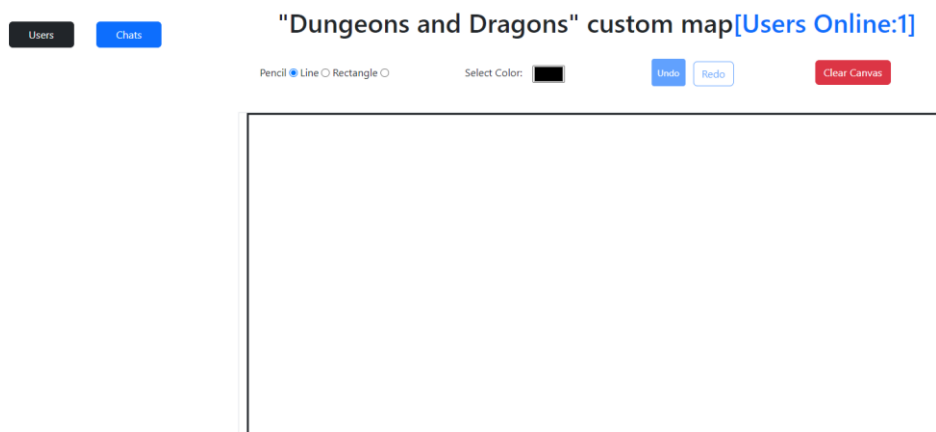 "Dungeons and Dragons" custom map[Users Online:1]
Users Chats
Pencil Line Rectangle Select Color: Undo Redo Clear Canvas